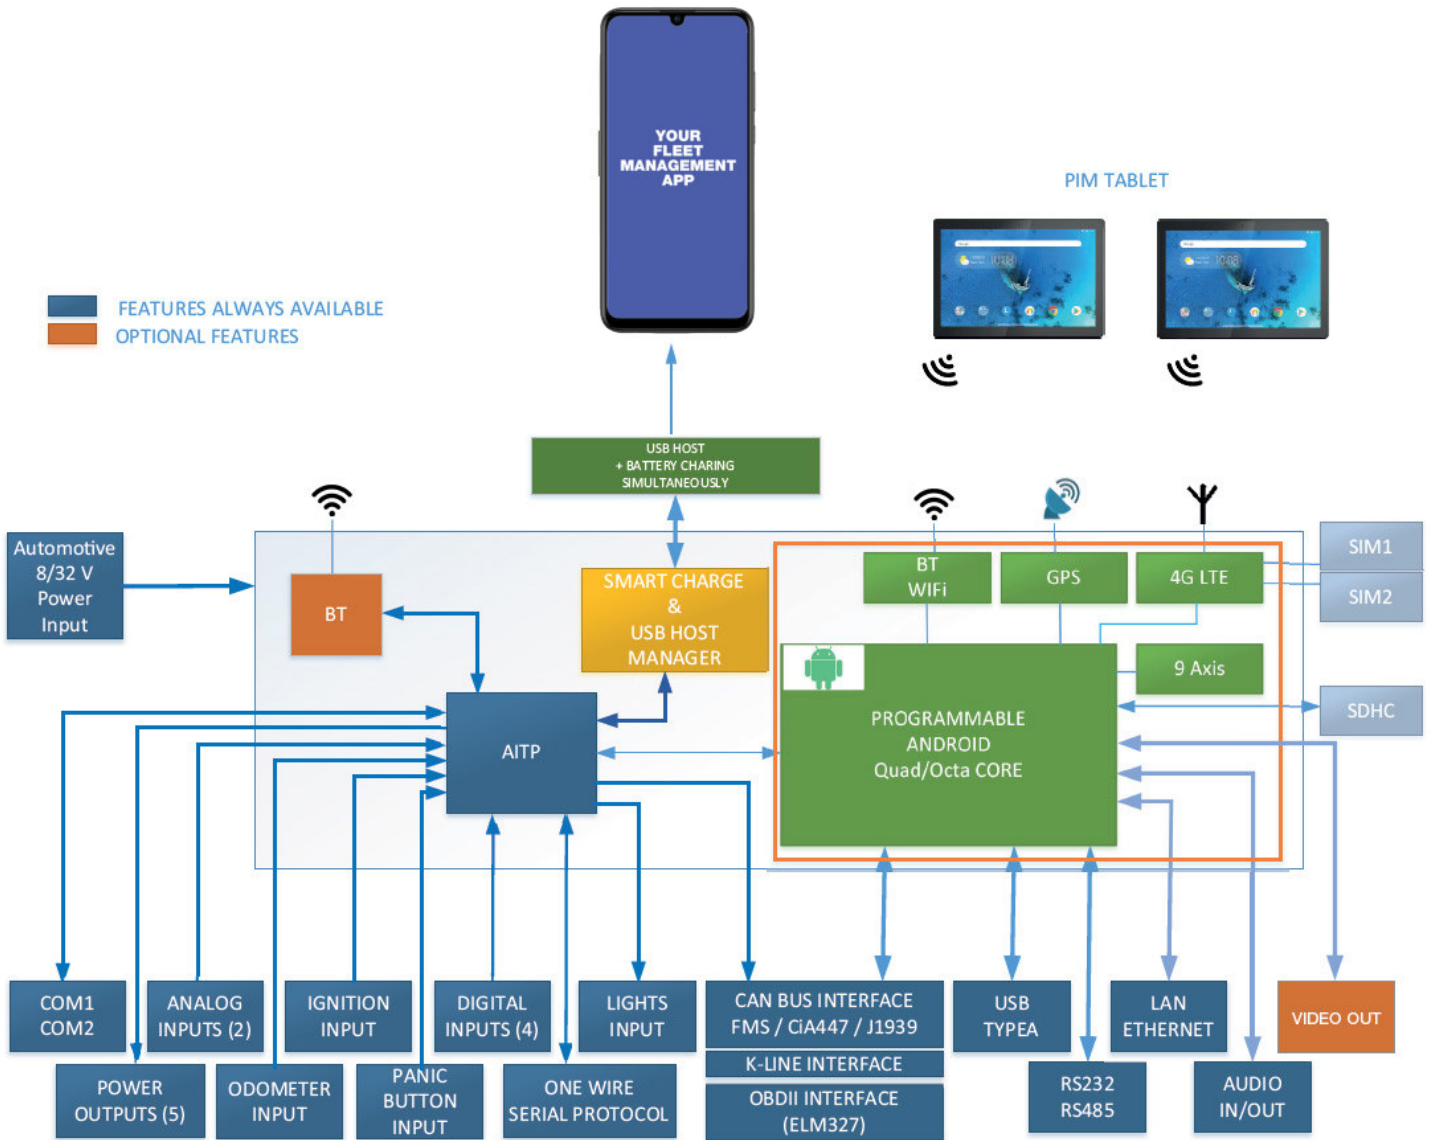 YOUR
FLEET
MANAGEMENT
APP
PIM TABLET
FEATURES ALWAYS AVAILABLE
OPTIONAL FEATURES
USB HOST
+ BATTERY CHARING
SIMULTANEOUSLY
Automotive
8/32 V
Power
Input
BT
SMART CHARGE
&
USB HOST
MANAGER
BT
WIFi
GPS
4G LTE
SIM1
SIM2
9 Axis
SDHC
AITP
PROGRAMMABLE
ANDROID
Quad/Octa CORE
COM1
COM2
ANALOG
INPUTS (2)
IGNITION
INPUT
DIGITAL
INPUTS (4)
LIGHTS
INPUT
CAN BUS INTERFACE
FMS / CiA447 / J1939
K-LINE INTERFACE
OBDII INTERFACE
(ELM327)
USB
TYPEA
LAN
ETHERNET
VIDEO OUT
POWER
OUTPUTS (5)
ODOMETER
INPUT
PANIC
BUTTON
INPUT
ONE WIRE
SERIAL PROTOCOL
RS232
RS485
AUDIO
IN/OUT